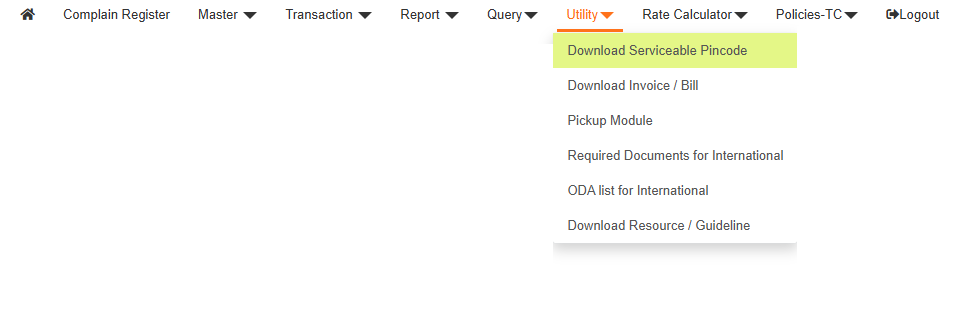 Complain Register Master Transaction Report Query Utility Rate Calculator Policies-TC Logout
Download Serviceable Pincode
Download Invoice / Bill
Pickup Module
Required Documents for International
ODA list for International
Download Resource / Guideline